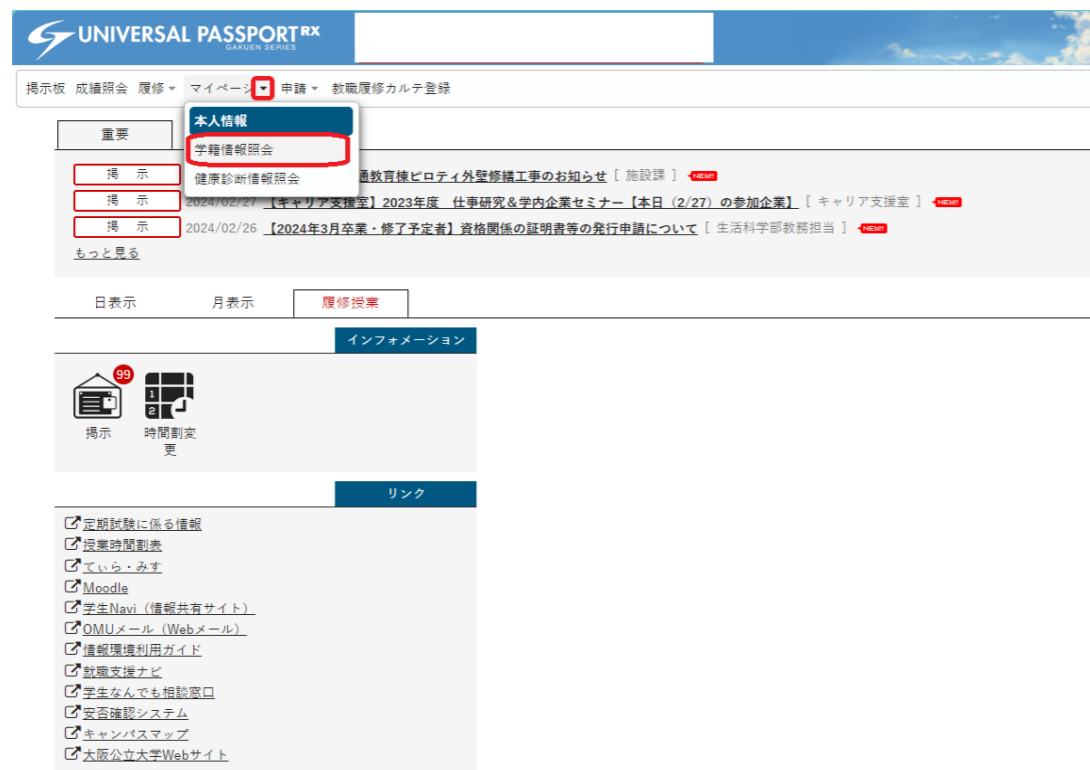 UNIVERSAL PASSPORT RX
GAKUEN SERIES
掲示板 成績照会 履修 マイページ 申請 教職履修カルテ登録
本人情報
学籍情報照会
健康診断情報照会
重要
掲示 通教育棟ピロティ外壁修繕工事のお知らせ [ 施設課 ] NEW!!
掲示 2024/02/27 【キャリア支援室】2023年度 仕事研究&学内企業セミナー【本日（2/27）の参加企業】 [ キャリア支援室 ] NEW!!
掲示 2024/02/26 【2024年3月卒業・修了予定者】資格関係の証明書等の発行申請について [ 生活科学部教務担当 ] NEW!!
もっと見る
日表示 月表示 履修授業
インフォメーション
99
1
2
掲示 時間割変
更
リンク
定期試験に係る情報
授業時間割表
てぃら・みす
Moodle
学生Navi（情報共有サイト）
OMUメール（Webメール）
情報環境利用ガイド
就職支援ナビ
学生なんでも相談窓口
安否確認システム
キャンパスマップ
大阪公立大学Webサイト